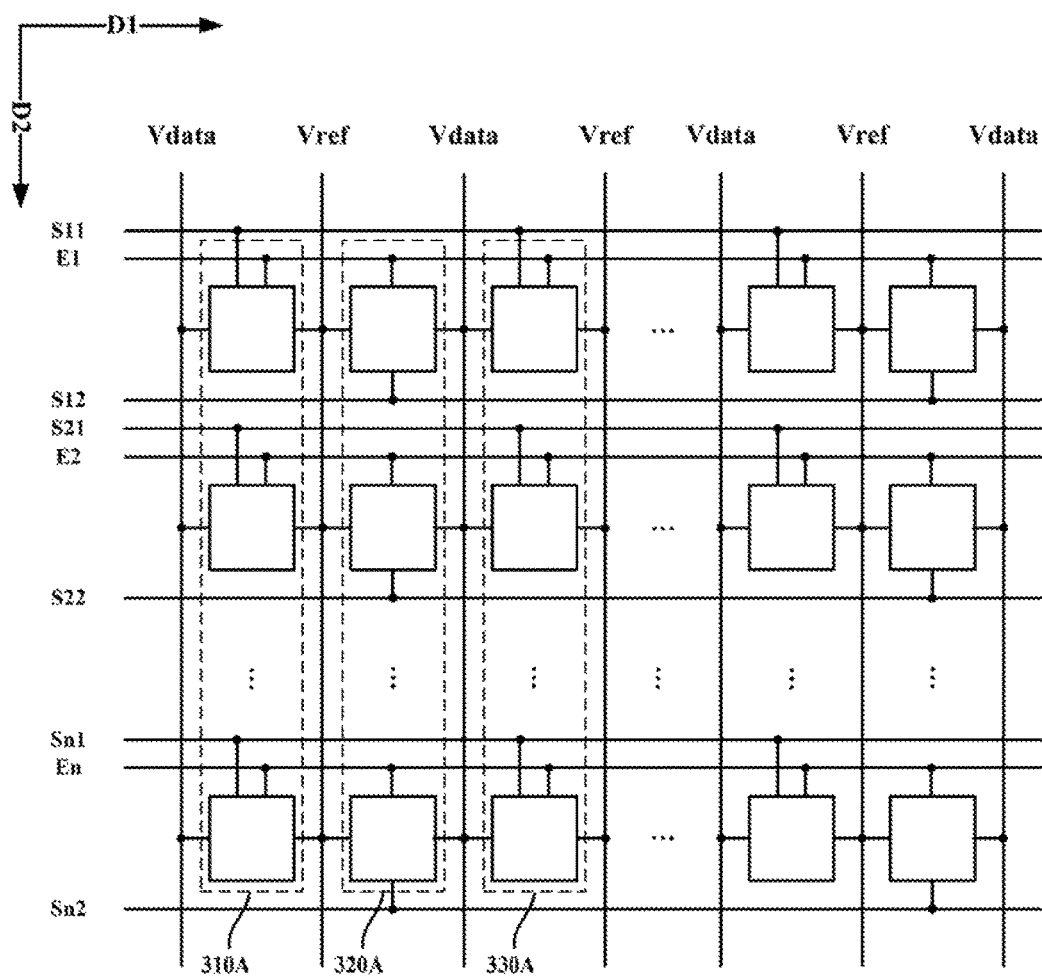 D1
D2
Vdata Vref Vdata Vref Vdata Vref Vdata
S11
E1
...
S12
S21
E2
...
S22
... ... ... ... ... ...
Sn1
En
...
Sn2
310A 320A 330A